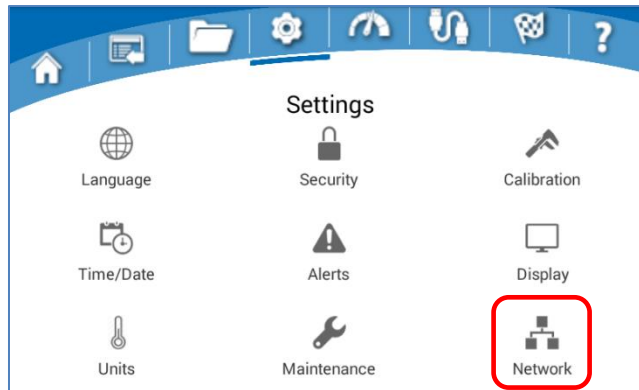 ?
Settings
Language Security Calibration
Time/Date Alerts Display
Units Maintenance Network